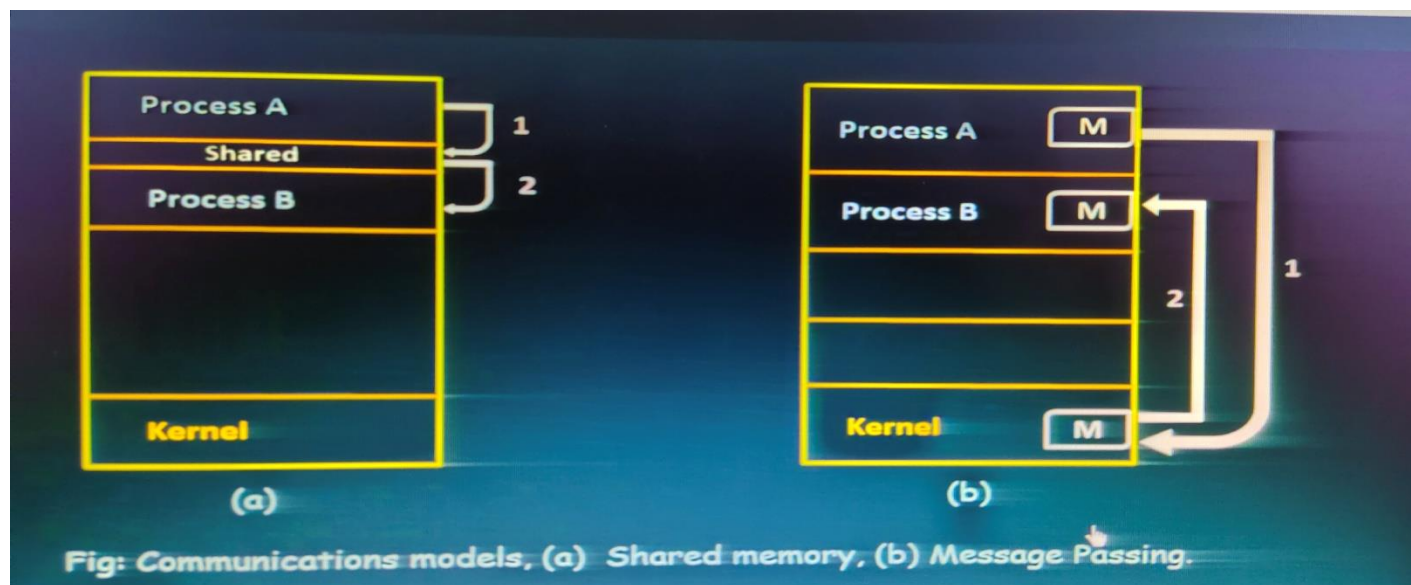 Process A
1
Shared
2
Process B
Kernel
(a)
Process A
M
Process B
M
1
2
Kernel
M
(b)
Fig: Communications models, (a) Shared memory, (b) Message Passing.